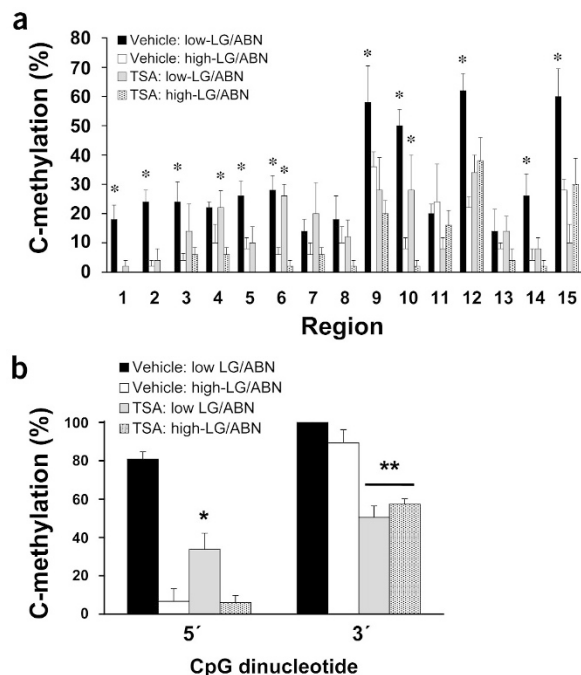 a
Vehicle: low-LG/ABN
Vehicle: high-LG/ABN
TSA: low-LG/ABN
TSA: high-LG/ABN
C-methylation (%)
80
70
60
50
40
30
20
10
0
* * * * * * * * * * * * *
1 2 3 4 5 6 7 8 9 10 11 12 13 14 15
Region
b
Vehicle: low LG/ABN
Vehicle: high-LG/ABN
TSA: low LG/ABN
TSA: high-LG/ABN
C-methylation (%)
100
80
60
40
20
0
*
**
5´ 3´
CpG dinucleotide